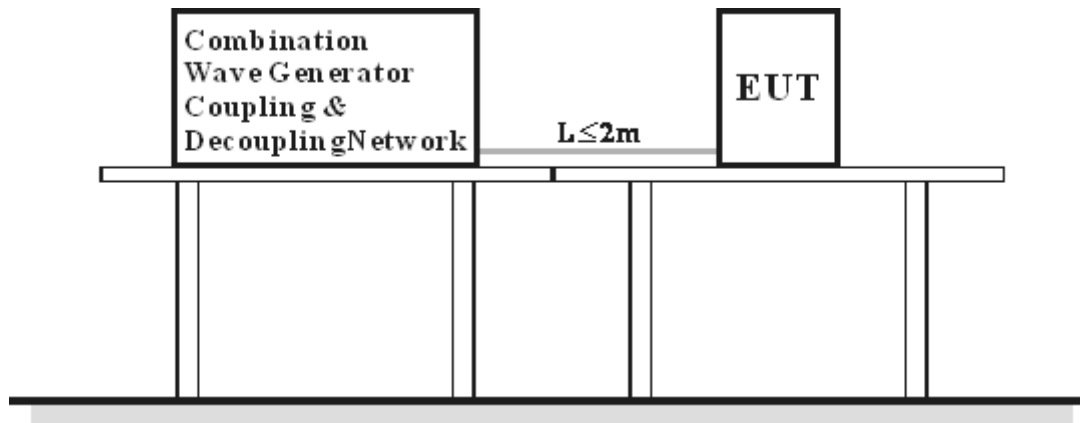 Combination
Wave Generator
Coupling &
DecouplingNetwork
L≤2m
EUT